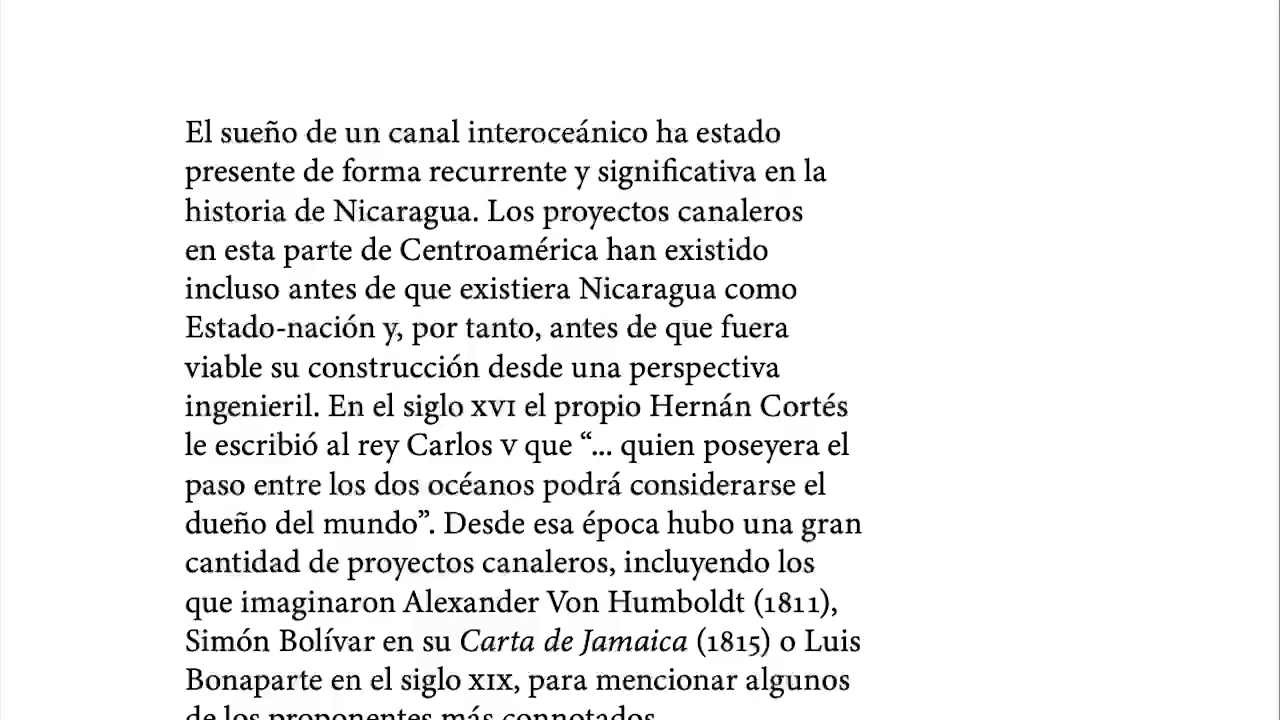 El sueño de un canal interoceánico ha estado
presente de forma recurrente y significativa en la
historia de Nicaragua. Los proyectos canaleros
en esta parte de Centroamérica han existido
incluso antes de que existiera Nicaragua como
Estado-nación y, por tanto, antes de que fuera
viable su construcción desde una perspectiva
ingenieril. En el siglo XVI el propio Hernán Cortés
le escribió al rey Carlos V que “... quien poseyera el
paso entre los dos océanos podrá considerarse el
dueño del mundo”. Desde esa época hubo una gran
cantidad de proyectos canaleros, incluyendo los
que imaginaron Alexander Von Humboldt (1811),
Simón Bolívar en su Carta de Jamaica (1815) o Luis
Bonaparte en el siglo XIX, para mencionar algunos
de los proponentes más connotados.